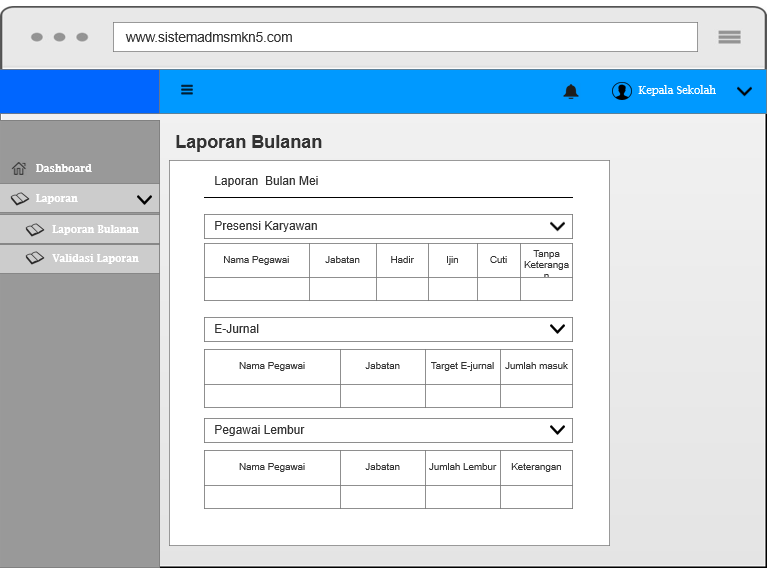 www.sistemadmsmkn5.com
Kepala Sekolah
Dashboard
Laporan
Laporan Bulanan
Validasi Laporan
Laporan Bulanan
Laporan Bulan Mei
Presensi Karyawan
Nama Pegawai Jabatan Hadir Ijin Cuti Tanpa
Keteranga
n
E-Jurnal
Nama Pegawai Jabatan Target E-jurnal Jumlah masuk
Pegawai Lembur
Nama Pegawai Jabatan Jumlah Lembur Keterangan